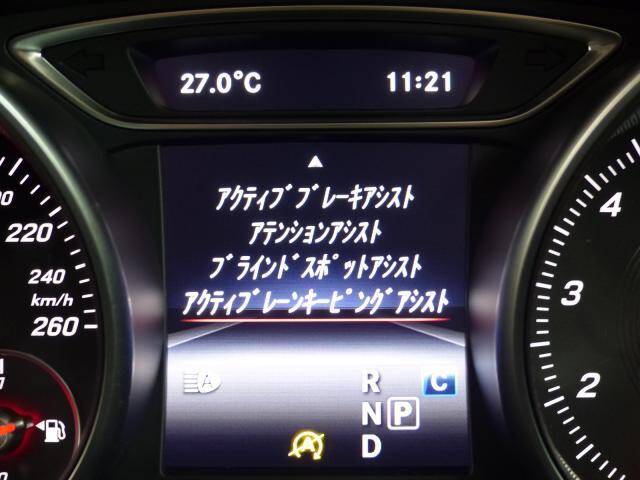 27.0°C 11:21
▲
アクティブブレーキアシスト
アテンションアシスト
ブラインドスポットアシスト
アクティブレーンキーピングアシスト
220
240
km/h
260
4
3
2
A
R C
N P
D
A